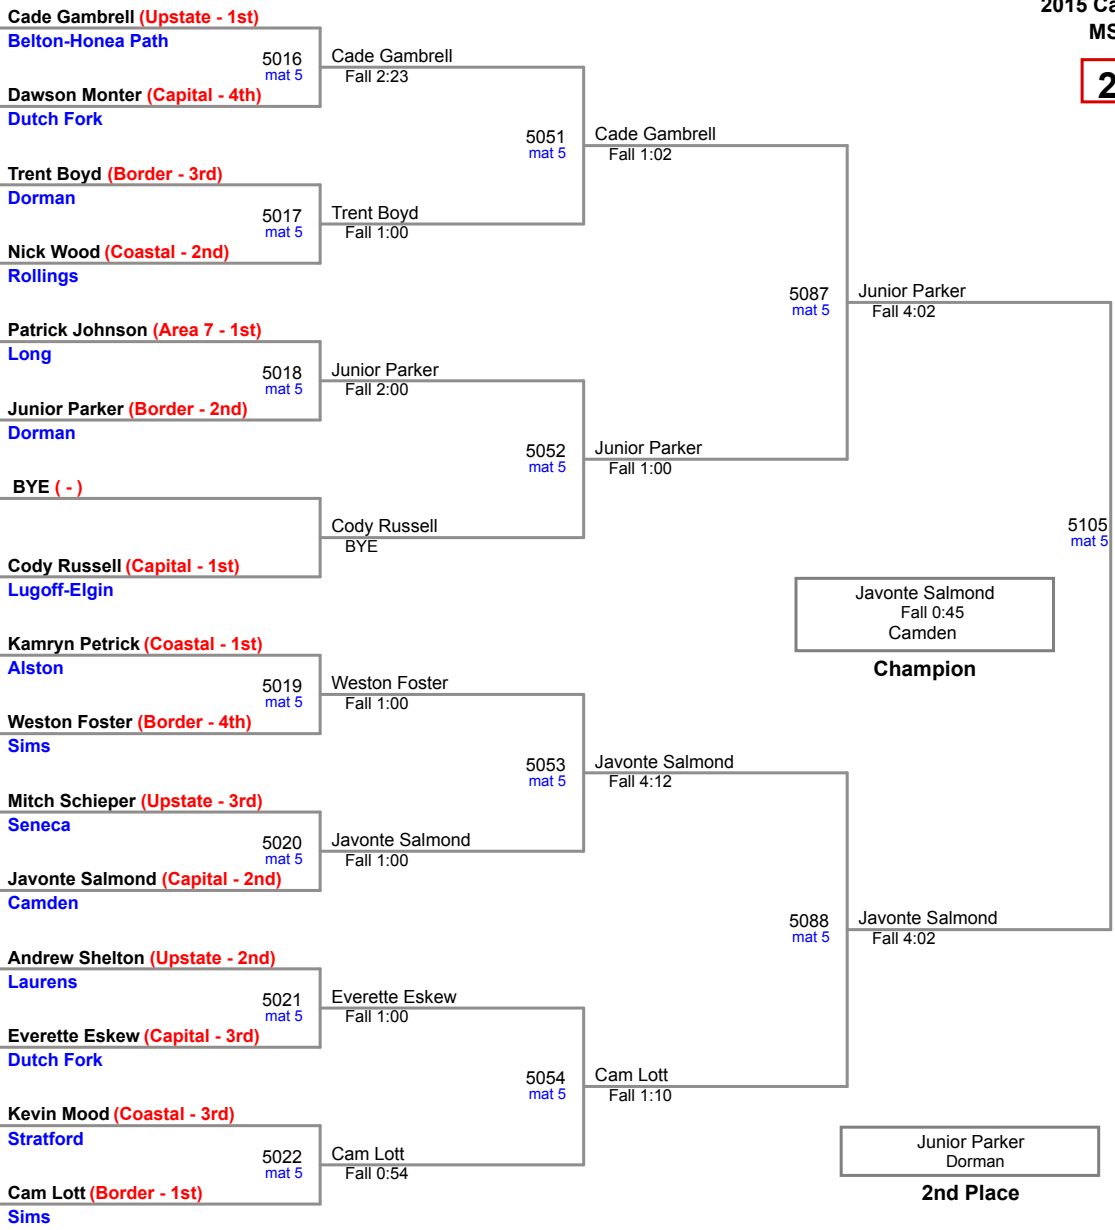 2015 Ca
MS
2
Cade Gambrell (Upstate - 1st)
Belton-Honea Path
5016
mat 5
Cade Gambrell
Fall 2:23
Dawson Monter (Capital - 4th)
Dutch Fork
5051
mat 5
Cade Gambrell
Fall 1:02
Trent Boyd (Border - 3rd)
Dorman
5017
mat 5
Trent Boyd
Fall 1:00
Nick Wood (Coastal - 2nd)
Rollings
5087
mat 5
Junior Parker
Fall 4:02
Patrick Johnson (Area 7 - 1st)
Long
5018
mat 5
Junior Parker
Fall 2:00
Junior Parker (Border - 2nd)
Dorman
5052
mat 5
Junior Parker
Fall 1:00
BYE ( - )
Cody Russell
BYE
5105
mat 5
Cody Russell (Capital - 1st)
Lugoff-Elgin
Javonte Salmond
Fall 0:45
Camden
Champion
Kamryn Petrick (Coastal - 1st)
Alston
5019
mat 5
Weston Foster
Fall 1:00
Weston Foster (Border - 4th)
Sims
5053
mat 5
Javonte Salmond
Fall 4:12
Mitch Schieper (Upstate - 3rd)
Seneca
5020
mat 5
Javonte Salmond
Fall 1:00
Javonte Salmond (Capital - 2nd)
Camden
5088
mat 5
Javonte Salmond
Fall 4:02
Andrew Shelton (Upstate - 2nd)
Laurens
5021
mat 5
Everette Eskew
Fall 1:00
Everette Eskew (Capital - 3rd)
Dutch Fork
5054
mat 5
Cam Lott
Fall 1:10
Kevin Mood (Coastal - 3rd)
Stratford
5022
mat 5
Cam Lott
Fall 0:54
Cam Lott (Border - 1st)
Sims
Junior Parker
Dorman
2nd Place